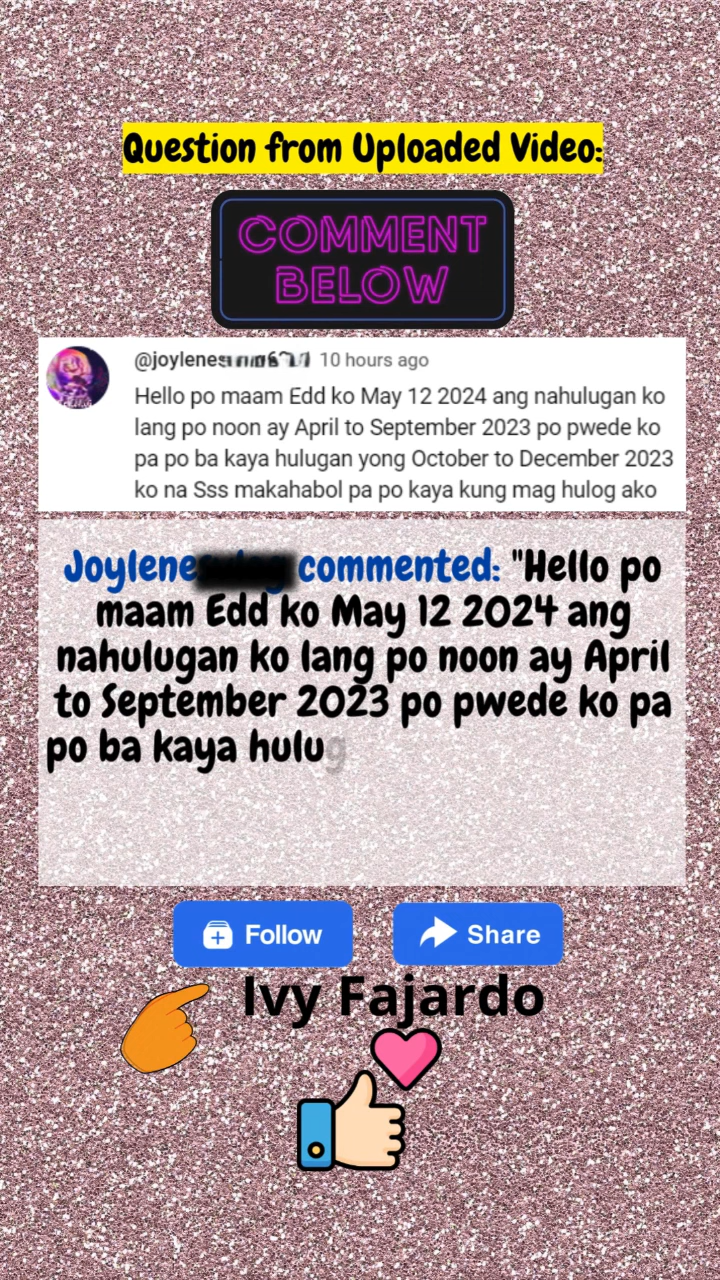 Question from Uploaded Video:
COMMENT
BELOW
@joylenes 10 hours ago
Hello po maam Edd ko May 12 2024 ang nahulugan ko
lang po noon ay April to September 2023 po pwede ko
pa po ba kaya hulugan yong October to December 2023
ko na Sss makahabol pa po kaya kung mag hulog ako
Joylene commented: "Hello po
maam Edd ko May 12 2024 ang
nahulugan ko lang po noon ay April
to September 2023 po pwede ko pa
po ba kaya hulug
Follow
Share
Ivy Fajardo